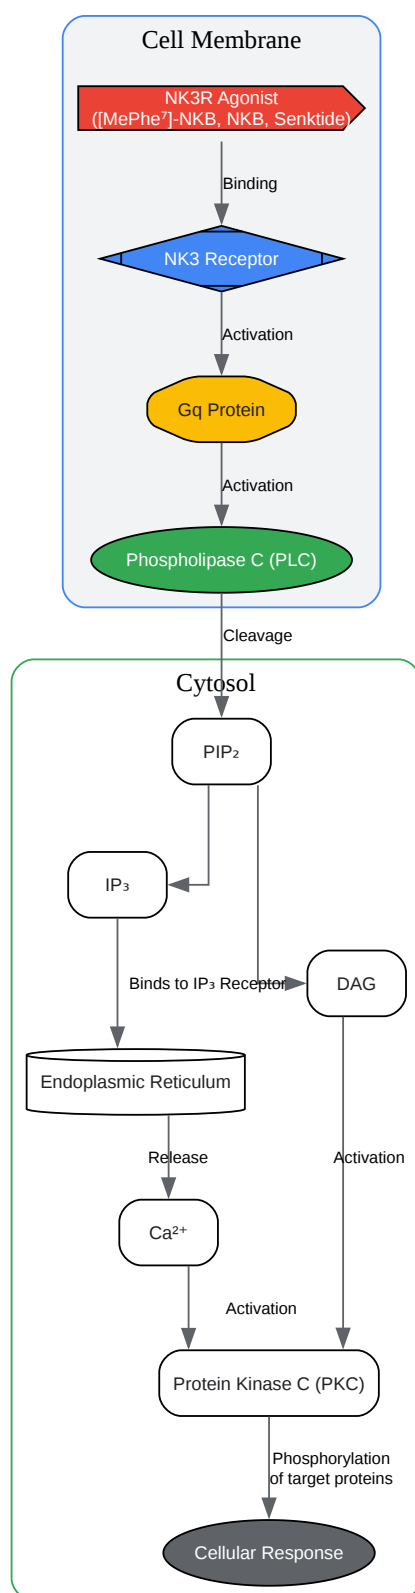 Cell Membrane
NK3R Agonist
([MePhe⁷]-NKB, NKB, Senktide)
Binding
NK3 Receptor
Activation
Gq Protein
Activation
Phospholipase C (PLC)
Cleavage
Cytosol
PIP₂
IP₃
Binds to IP₃ Receptor
DAG
Endoplasmic Reticulum
Release
Activation
Ca²⁺
Activation
Protein Kinase C (PKC)
Phosphorylation
of target proteins
Cellular Response